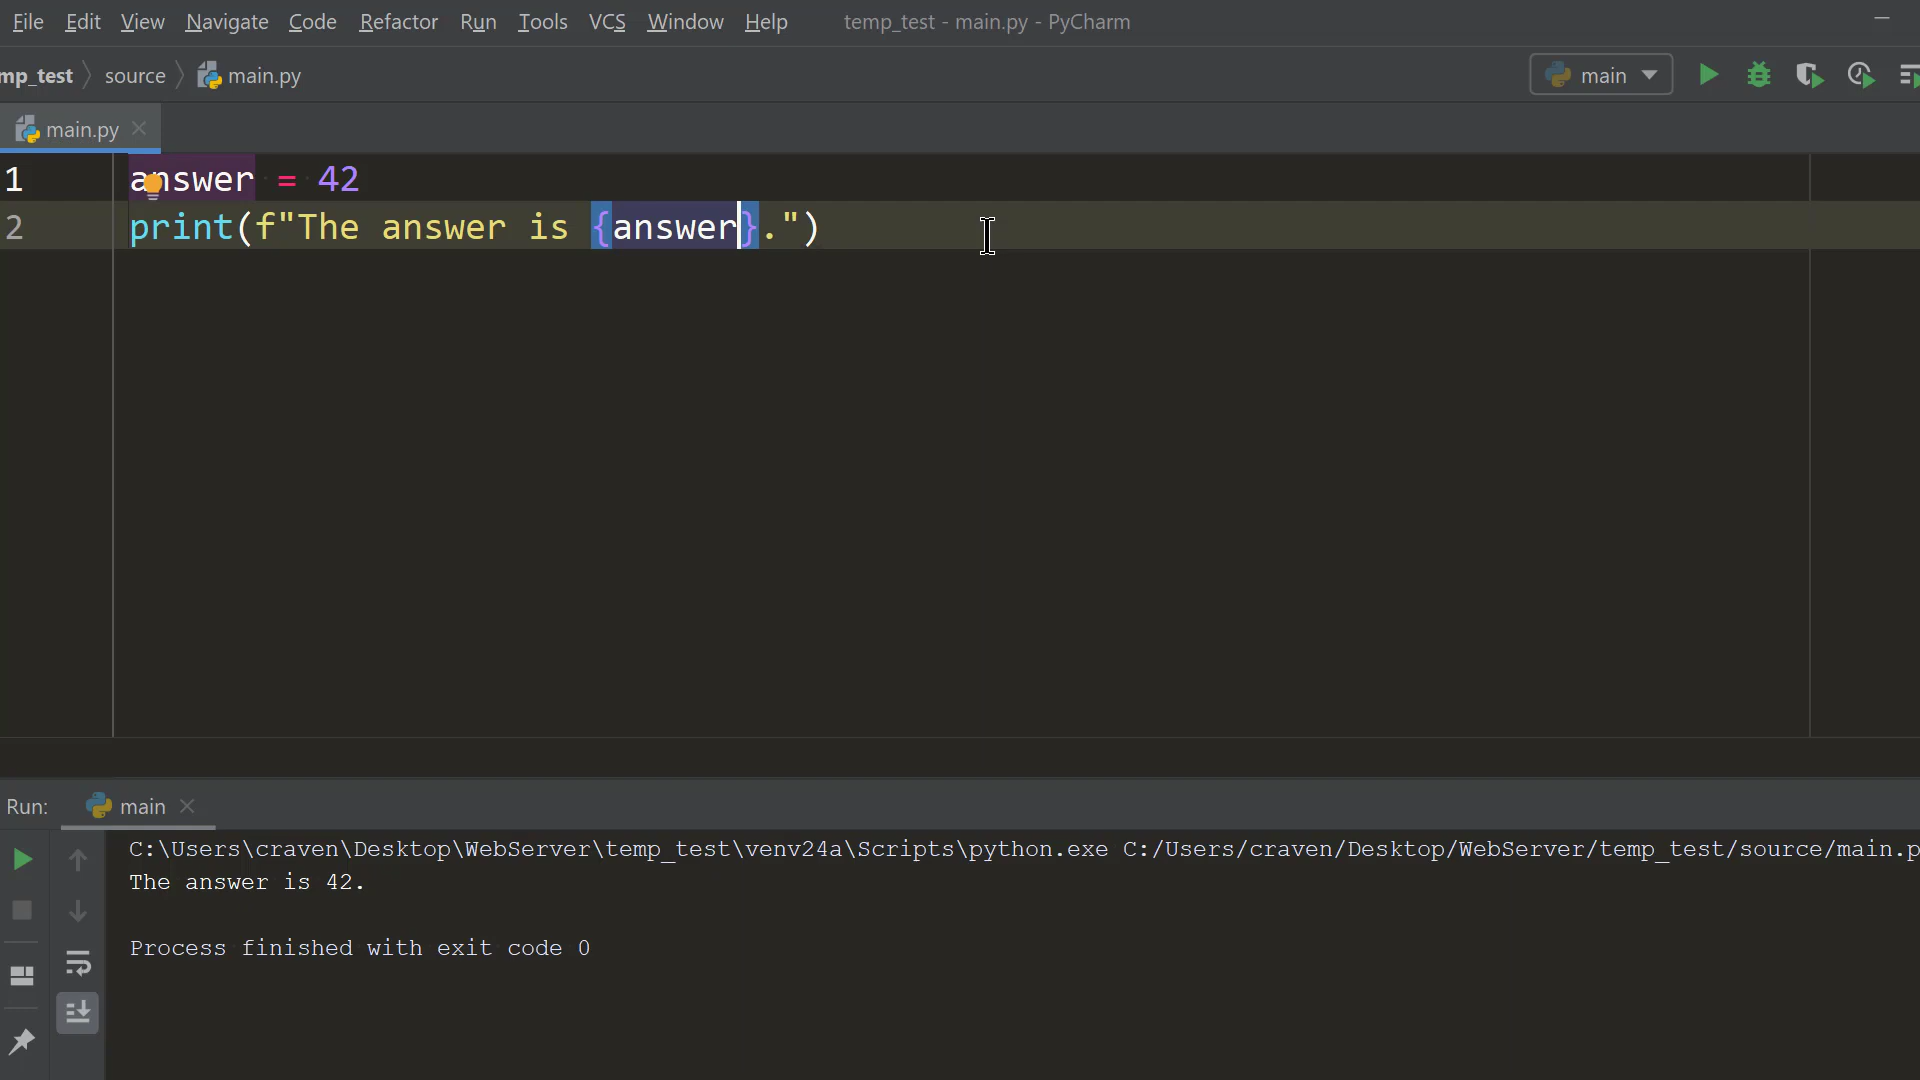 File Edit View Navigate Code Refactor Run Tools VCS Window Help temp_test - main.py - PyCharm
mp_test source main.py main
main.py
1 answer = 42
2 print(f"The answer is {answer}.")
Run: main
C:\Users\craven\Desktop\WebServer\temp_test\venv24a\Scripts\python.exe C:/Users/craven/Desktop/WebServer/temp_test/source/main.p
The answer is 42.
Process finished with exit code 0